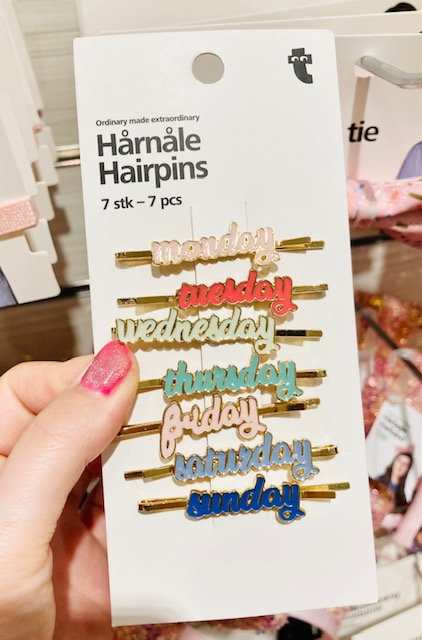 Ordinary made extraordinary
Hårnåle
Hairpins
7 stk – 7 pcs
tie
monday
tuesday
wednesday
thursday
friday
saturday
sunday